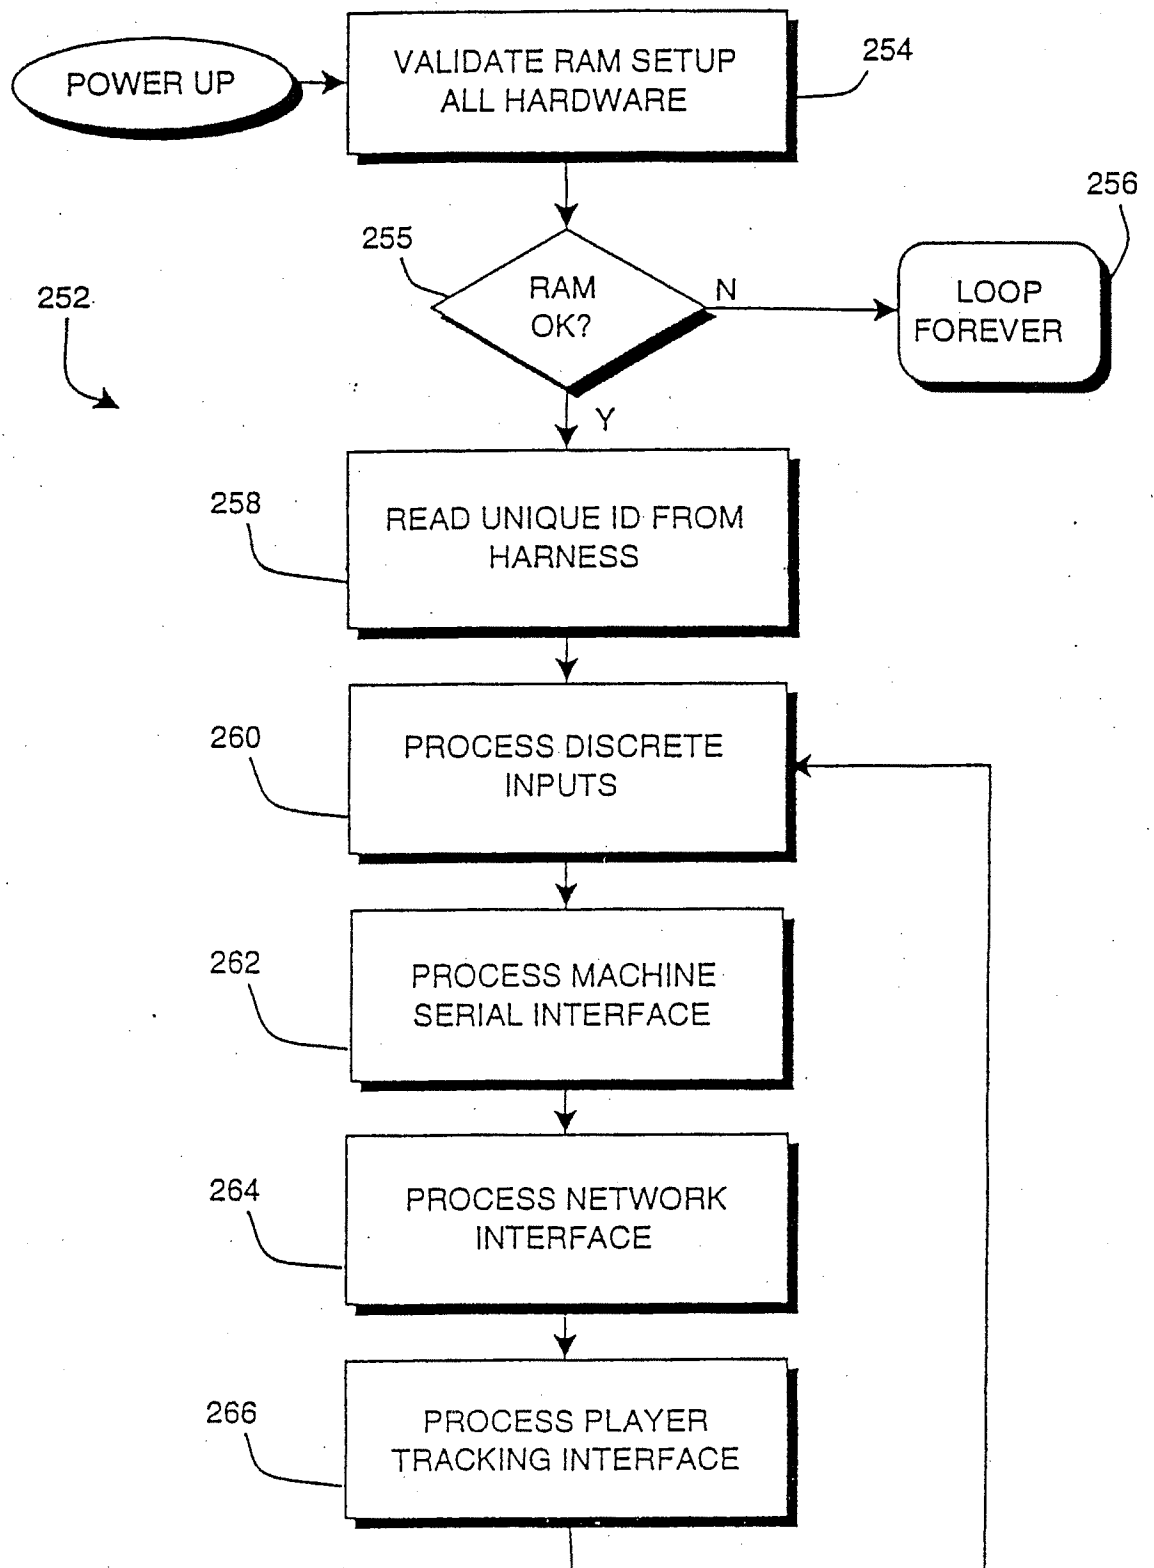 POWER UP
VALIDATE RAM SETUP
ALL HARDWARE
254
255
RAM
OK?
N
256
LOOP
FOREVER
252
Y
258
READ UNIQUE ID FROM
HARNESS
260
PROCESS DISCRETE
INPUTS
262
PROCESS MACHINE
SERIAL INTERFACE
264
PROCESS NETWORK
INTERFACE
266
PROCESS PLAYER
TRACKING INTERFACE